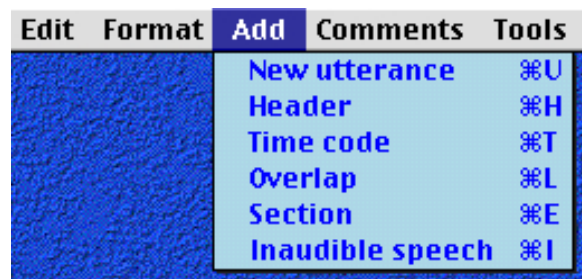 Edit Format Add Comments Tools
New utterance ⌘U
Header ⌘H
Time code ⌘T
Overlap ⌘L
Section ⌘E
Inaudible speech ⌘I